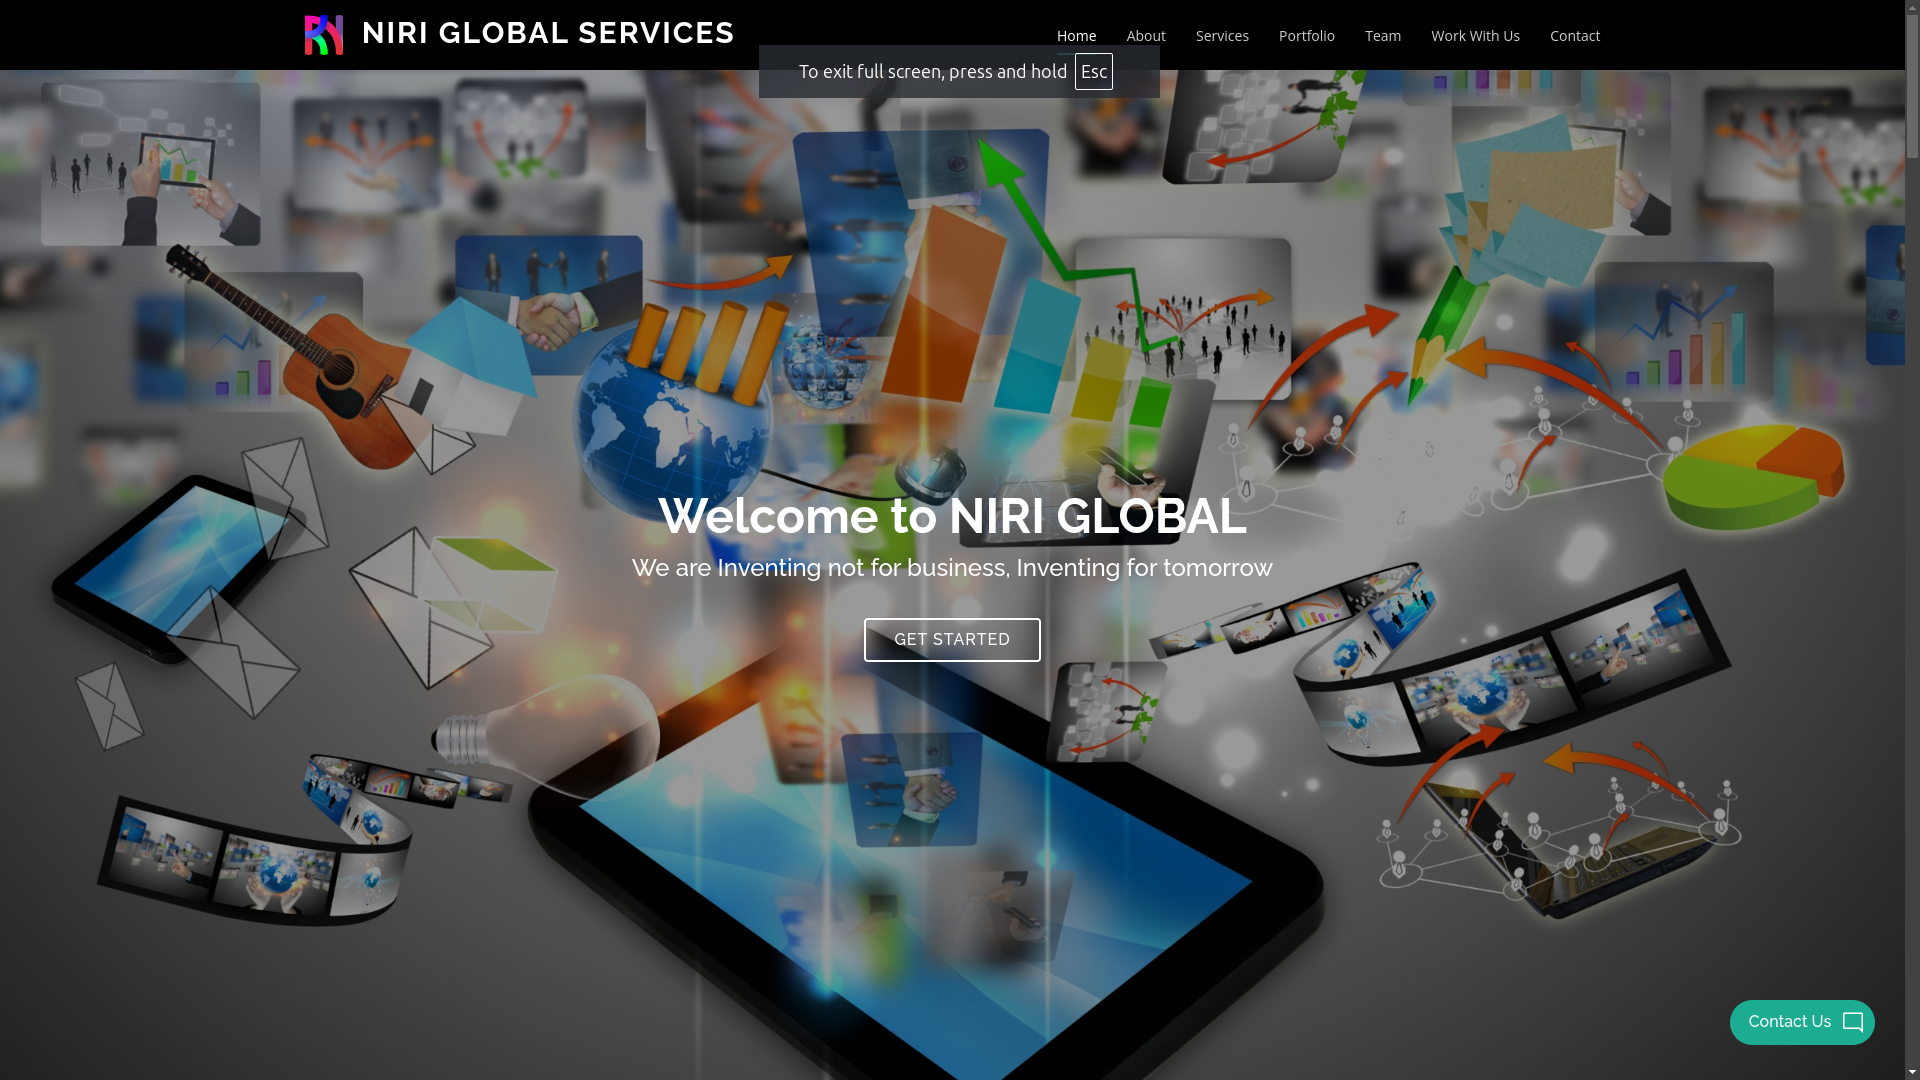 NIRI GLOBAL SERVICES
Home About Services Portfolio Team Work With Us Contact
To exit full screen, press and hold Esc
Welcome to NIRI GLOBAL
We are Inventing not for business, Inventing for tomorrow
GET STARTED
Contact Us